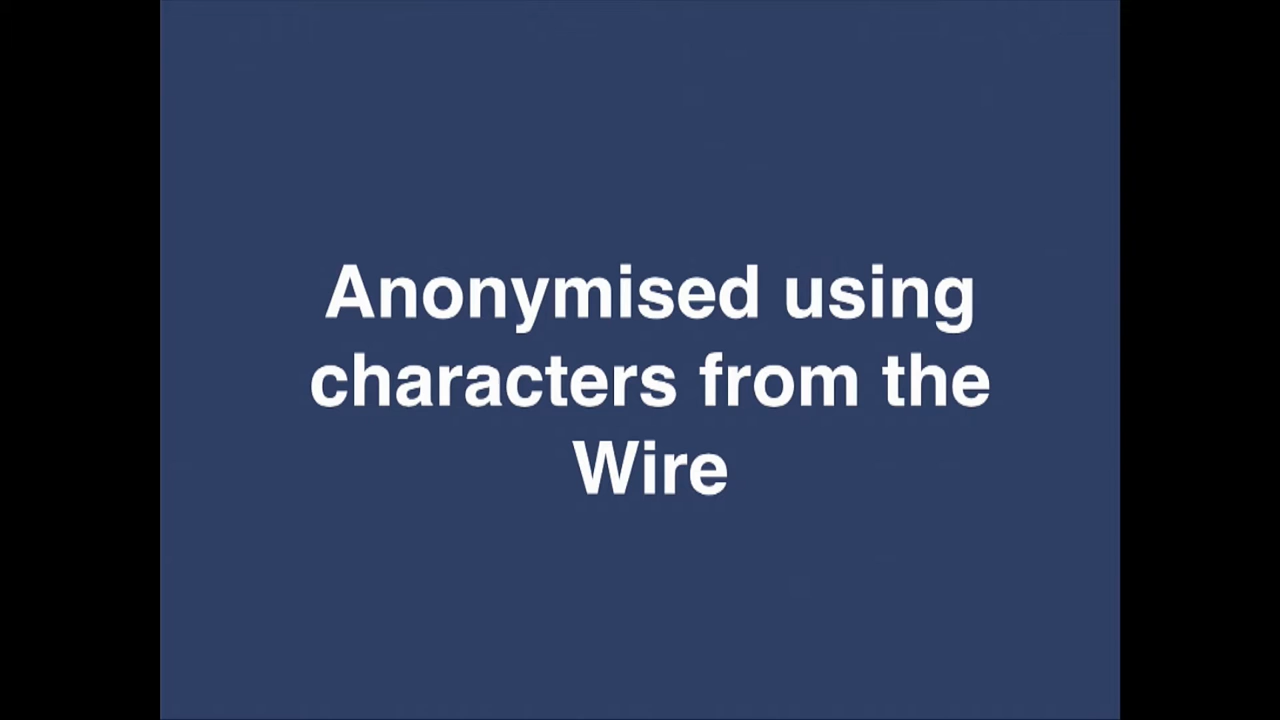 Anonymised using
characters from the
Wire